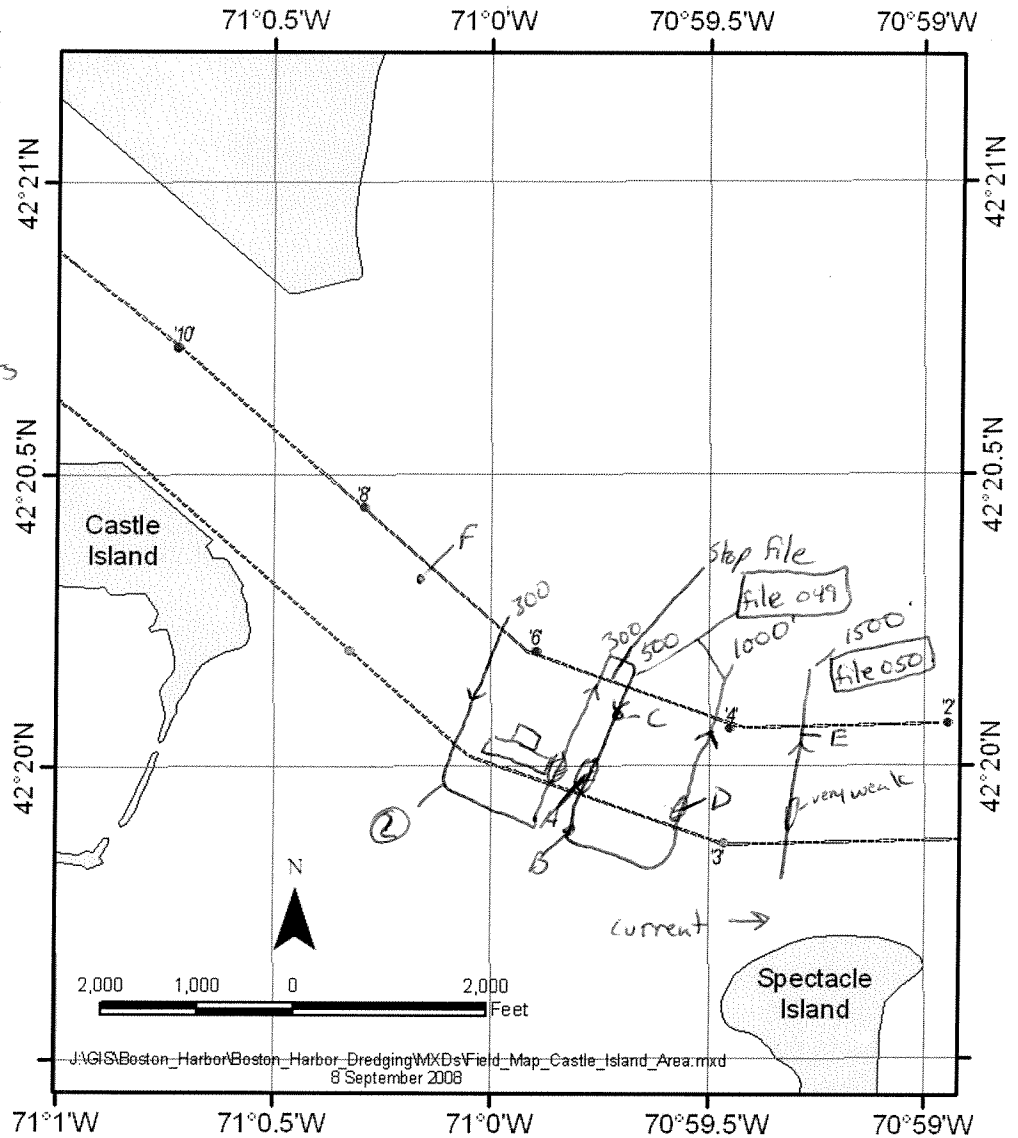 71°0.5'W 71°0'W 70°59.5'W 70°59'W
42°21'N
42°21'N
'10'
3
42°20.5'N
42°20.5'N
'8'
Castle
Island
F
Stop file
file 049
300
300
500
1000'
1500'
file 050
'6'
C
'4'
'2'
E
42°20'N
42°20'N
very weak
A
D
2
B
'3'
N
current →
2,000 1,000 0 2,000
Feet
Spectacle
Island
J:\GIS\Boston_Harbor\Boston_Harbor_Dredging\MXDs\Field_Map_Castle_Island_Area.mxd
8 September 2008
71°1'W 71°0.5'W 71°0'W 70°59.5'W 70°59'W